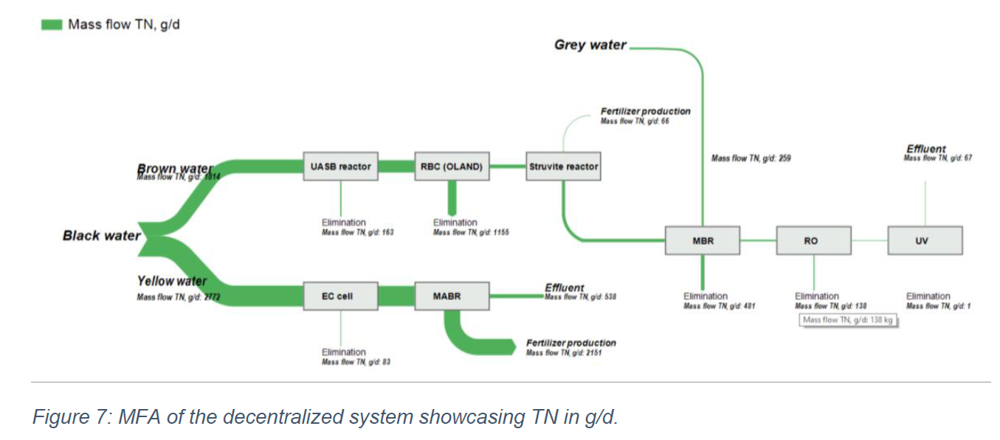 Mass flow TN, g/d
Grey water
Fertilizer production
Mass flow TN, g/d: 66
Mass flow TN, g/d: 259
Effluent
Mass flow TN, g/d: 67
Brown water
Mass flow TN, g/d: 1814
UASB reactor
RBC (OLAND)
Struvite reactor
Elimination
Mass flow TN, g/d: 163
Elimination
Mass flow TN, g/d: 1155
Black water
MBR
RO
UV
Yellow water
Mass flow TN, g/d: 2772
EC cell
MABR
Effluent
Mass flow TN, g/d: 538
Elimination
Mass flow TN, g/d: 481
Elimination
Mass flow TN, g/d: 138
Mass flow TN, g/d: 138 kg
Elimination
Mass flow TN, g/d: 1
Elimination
Mass flow TN, g/d: 83
Fertilizer production
Mass flow TN, g/d: 2151
Figure 7: MFA of the decentralized system showcasing TN in g/d.